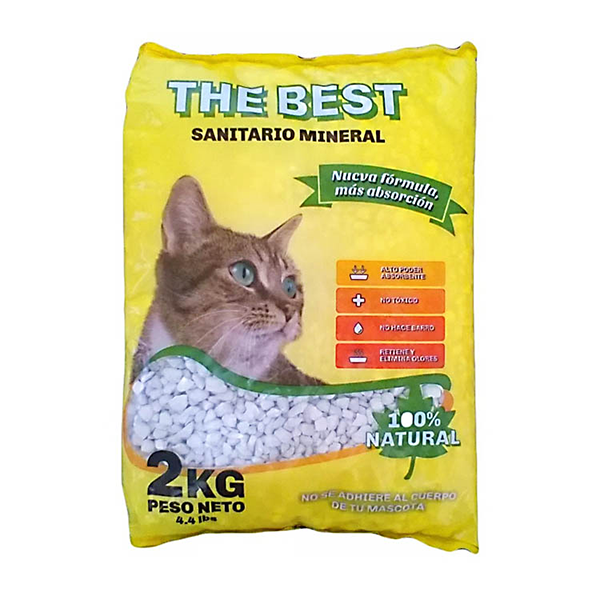 THE BEST
SANITARIO MINERAL
Nueva fórmula,
más absorción
ALTO PODER
ABSORBENTE
NO TÓXICO
NO HACE BARRO
RETIENE Y
ELIMINA OLORES
100%
NATURAL
2KG
PESO NETO
4.4 lbs
NO SE ADHIERE AL CUERPO
DE TU MASCOTA